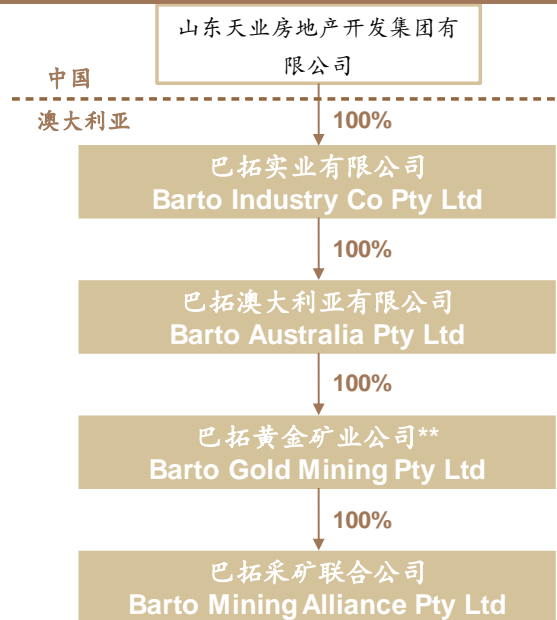 山东天业房地产开发集团有
限公司
中国
澳大利亚
100%
巴拓实业有限公司
Barto Industry Co Pty Ltd
100%
巴拓澳大利亚有限公司
Barto Australia Pty Ltd
100%
巴拓黄金矿业公司**
Barto Gold Mining Pty Ltd
100%
巴拓采矿联合公司
Barto Mining Alliance Pty Ltd